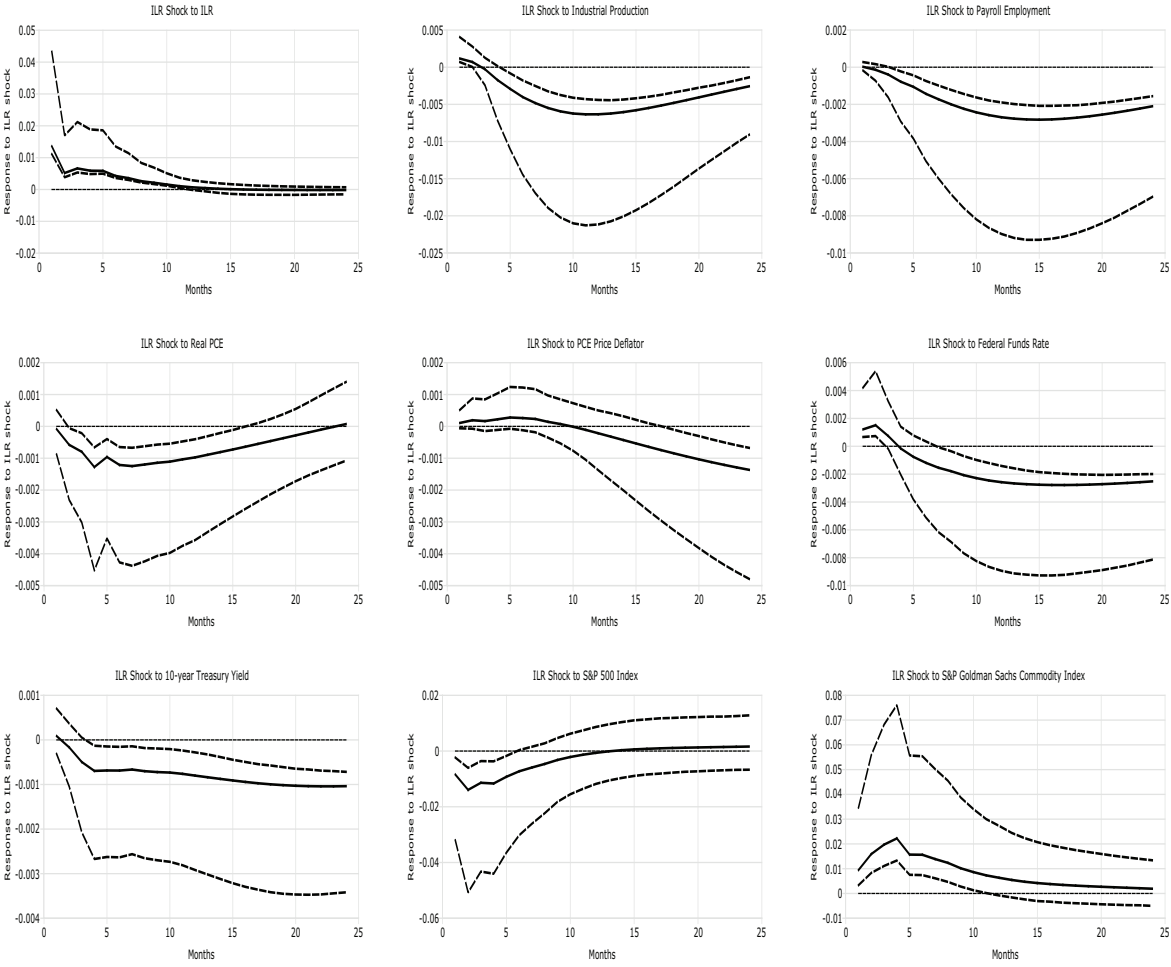 ILR Shock to ILR
Response to ILR shock
0.05
0.04
0.03
0.02
0.01
0
-0.01
-0.02
0 5 10 15 20 25
Months
ILR Shock to Industrial Production
Response to ILR shock
0.005
0
-0.005
-0.01
-0.015
-0.02
-0.025
0 5 10 15 20 25
Months
ILR Shock to Payroll Employment
Response to ILR shock
0.002
0
-0.002
-0.004
-0.006
-0.008
-0.01
0 5 10 15 20 25
Months
ILR Shock to Real PCE
Response to ILR shock
0.002
0.001
0
-0.001
-0.002
-0.003
-0.004
-0.005
0 5 10 15 20 25
Months
ILR Shock to PCE Price Deflator
Response to ILR shock
0.002
0.001
0
-0.001
-0.002
-0.003
-0.004
-0.005
0 5 10 15 20 25
Months
ILR Shock to Federal Funds Rate
Response to ILR shock
0.006
0.004
0.002
0
-0.002
-0.004
-0.006
-0.008
-0.01
0 5 10 15 20 25
Months
ILR Shock to 10-year Treasury Yield
Response to ILR shock
0.001
0
-0.001
-0.002
-0.003
-0.004
0 5 10 15 20 25
Months
ILR Shock to S&P 500 Index
Response to ILR shock
0.02
0
-0.02
-0.04
-0.06
0 5 10 15 20 25
Months
ILR Shock to S&P Goldman Sachs Commodity Index
Response to ILR shock
0.08
0.07
0.06
0.05
0.04
0.03
0.02
0.01
0
-0.01
0 5 10 15 20 25
Months